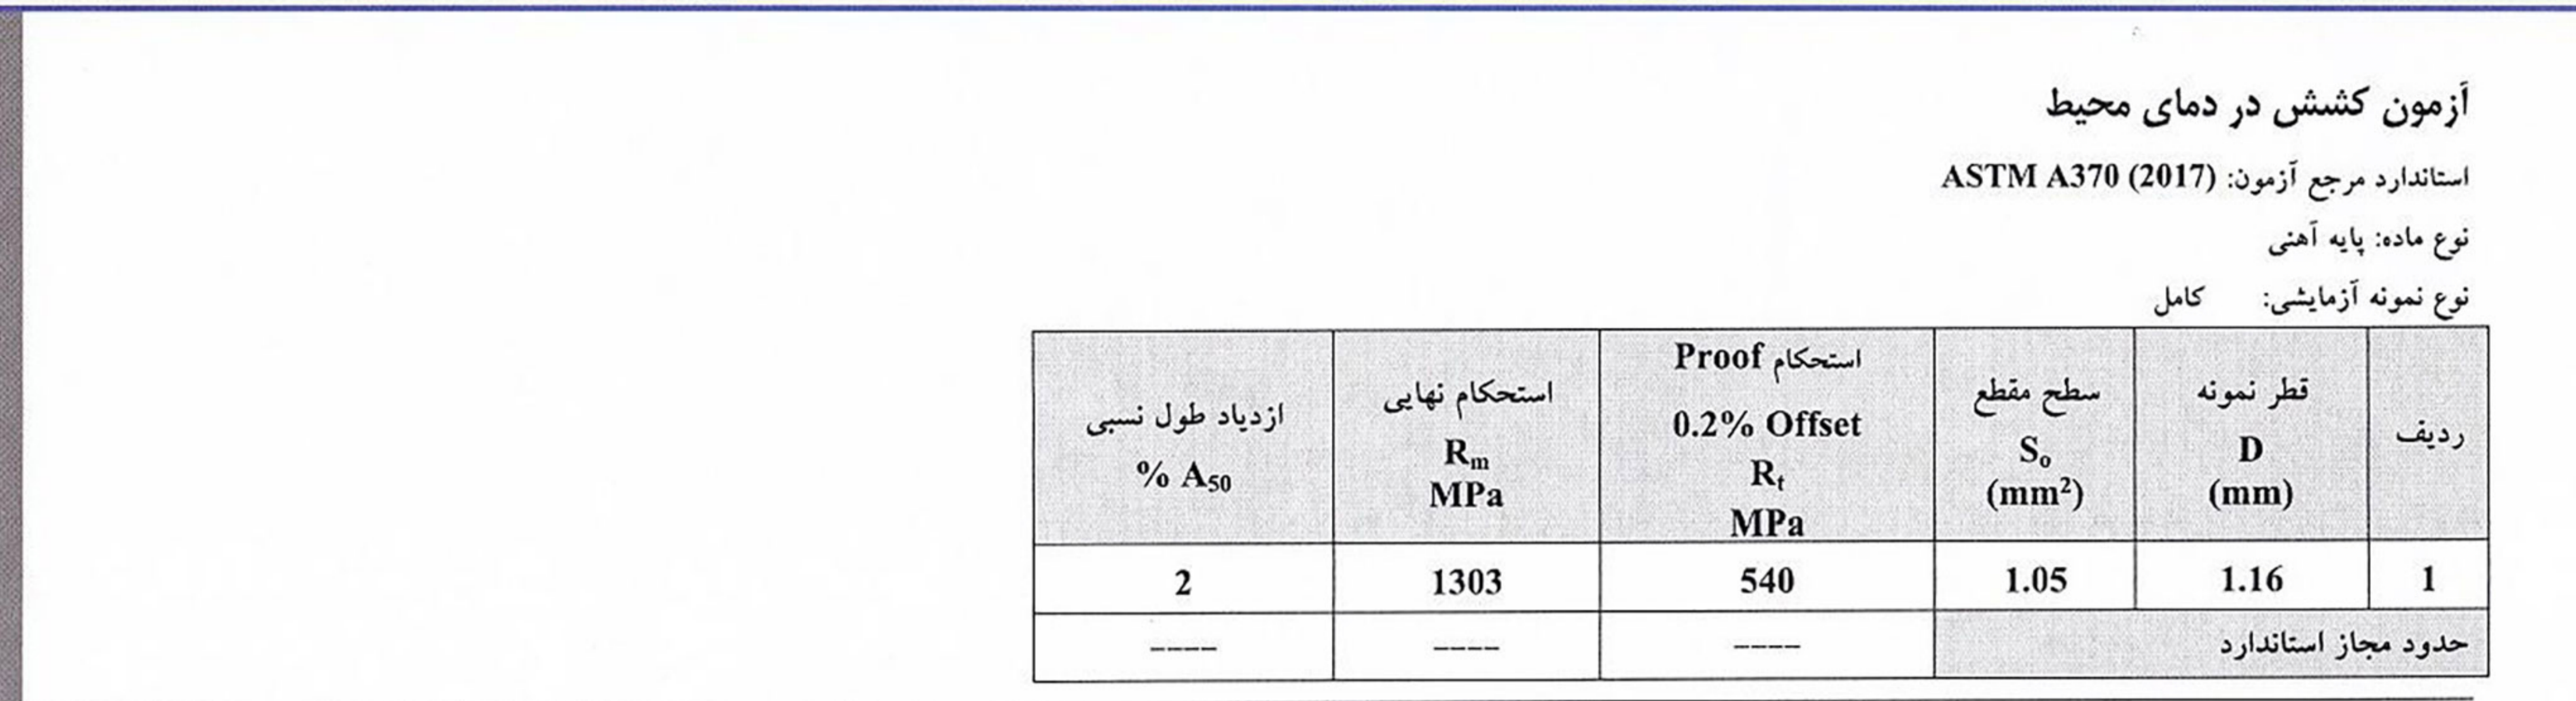 آزمون کشش در دمای محیط
استاندارد مرجع آزمون: ASTM A370 (2017)
نوع ماده: پایه آهنی
نوع نمونه آزمایشی: کامل
ردیف
قطر نمونه
D
(mm)
سطح مقطع
So
(mm²)
استحکام Proof
0.2% Offset
Rt
MPa
استحکام نهایی
Rm
MPa
ازدیاد طول نسبی
% A50
1 1.16 1.05 540 1303 2
حدود مجاز استاندارد ---- ---- ----